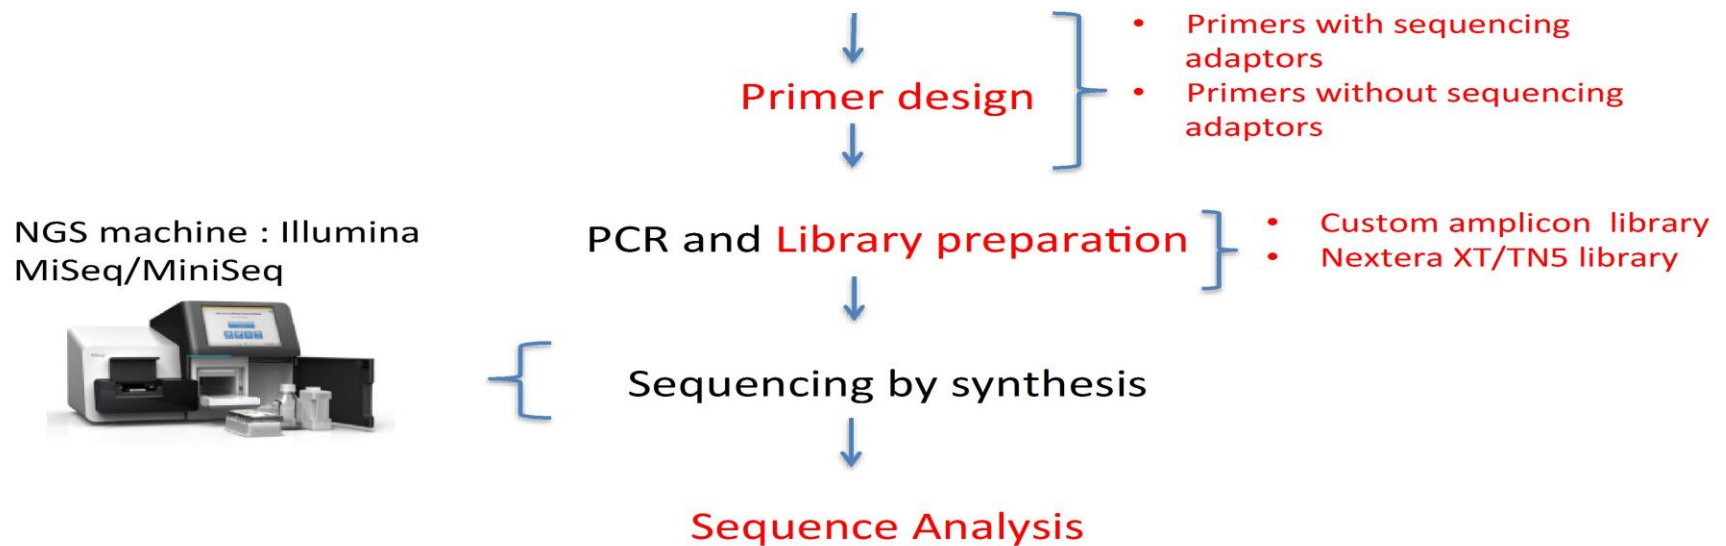 • Primers with sequencing
adaptors
Primer design
• Primers without sequencing
adaptors
NGS machine : Illumina
MiSeq/MiniSeq
PCR and Library preparation
• Custom amplicon library
• Nextera XT/TN5 library
Sequencing by synthesis
Sequence Analysis